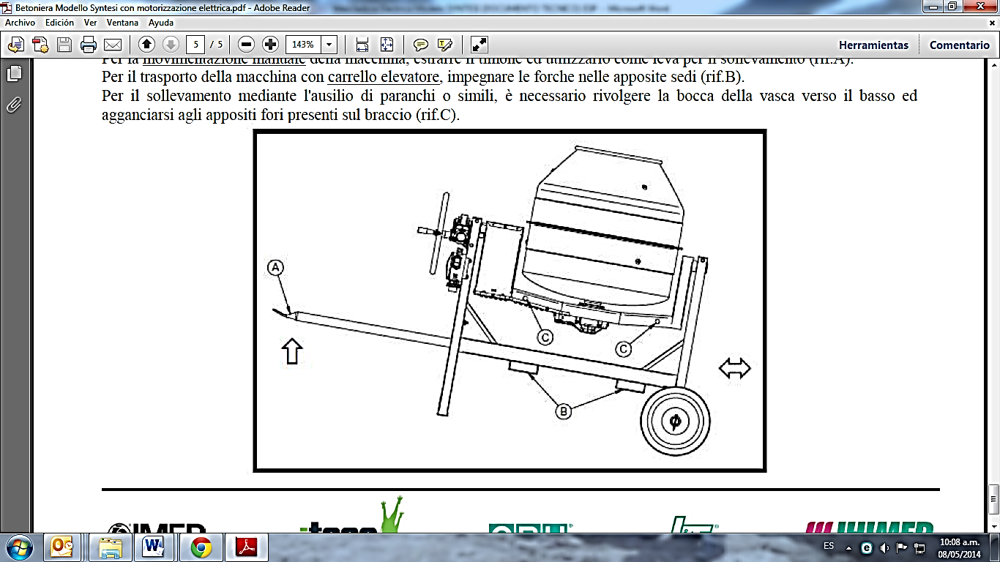 Betoniera Modello Syntesi con motorizzazione elettrica.pdf - Adobe Reader
Archivo Edición Ver Ventana Ayuda
5 / 5 143% Herramientas Comentario
Per la movimentazione manuale della macchina, estrarre il timone ed utilizzarlo come leva per il sollevamento (rif.A).
Per il trasporto della macchina con carrello elevatore, impegnare le forche nelle apposite sedi (rif.B).
Per il sollevamento mediante l'ausilio di paranchi o simili, è necessario rivolgere la bocca della vasca verso il basso ed
agganciarsi agli appositi fori presenti sul braccio (rif.C).
A
C
C
B
IMER
ES
10:08 a.m.
08/05/2014